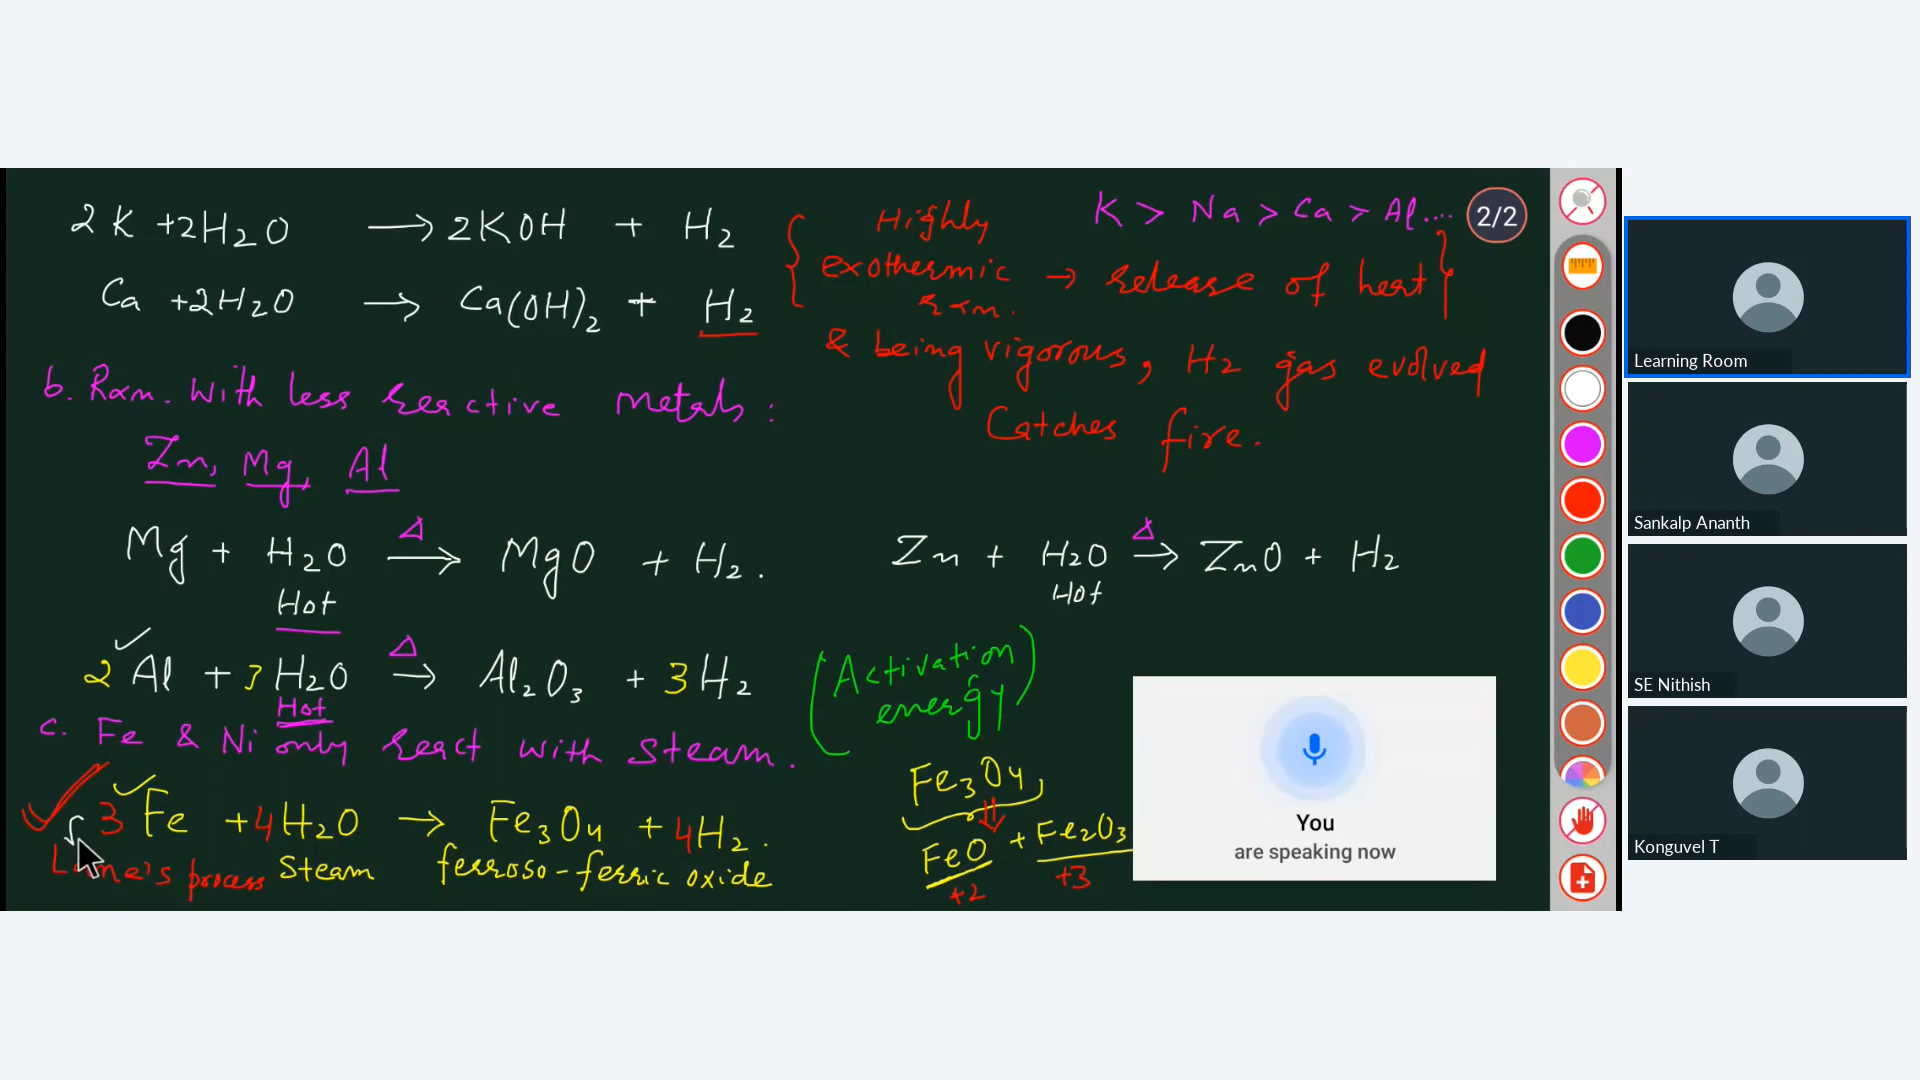 2K + 2H2O → 2KOH + H2
Ca + 2H2O → Ca(OH)2 + H2
K > Na > Ca > Al....
2/2
Highly
exothermic → release of heat
rxn.
& being vigorous, H2 gas evolved
Catches fire.
b. Rxn. With less reactive metals:
Zn, Mg, Al
Mg + H2O Δ→ MgO + H2.
Hot
Zn + H2O Δ→ ZnO + H2
Hot
2Al + 3H2O Δ→ Al2O3 + 3H2
Hot
(Activation
energy)
c. Fe & Ni only react with steam.
3Fe + 4H2O → Fe3O4 + 4H2.
process Steam ferroso-ferric oxide
Fe3O4,
FeO + Fe2O3
+2 +3
You
are speaking now
Learning Room
Sankalp Ananth
SE Nithish
Konguvel T